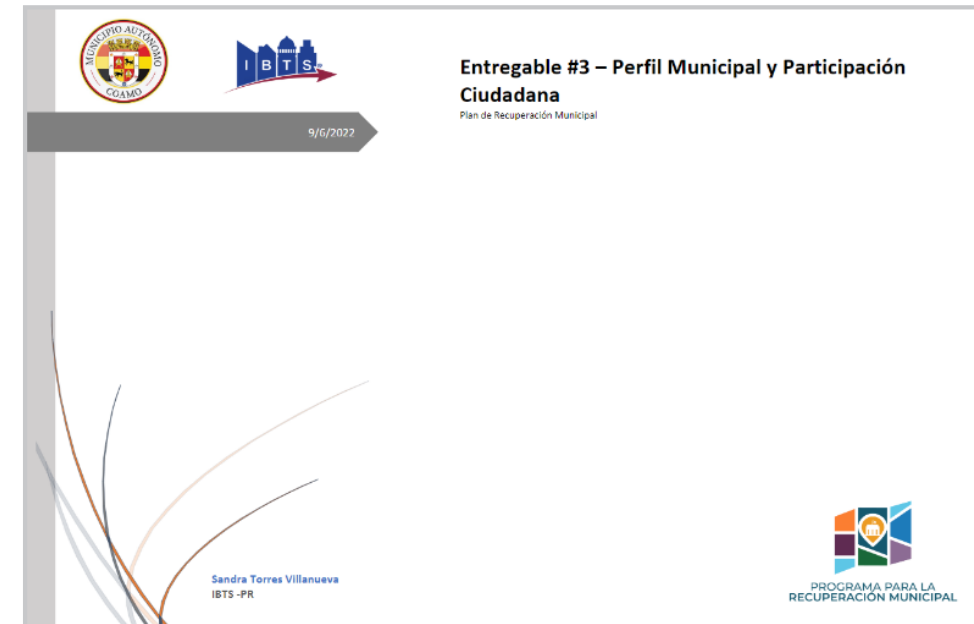 MUNICIPIO AUTÓNOMO
COAMO
IBTS
Entregable #3 – Perfil Municipal y Participación
Ciudadana
Plan de Recuperación Municipal
9/6/2022
Sandra Torres Villanueva
IBTS -PR
PROGRAMA PARA LA
RECUPERACIÓN MUNICIPAL